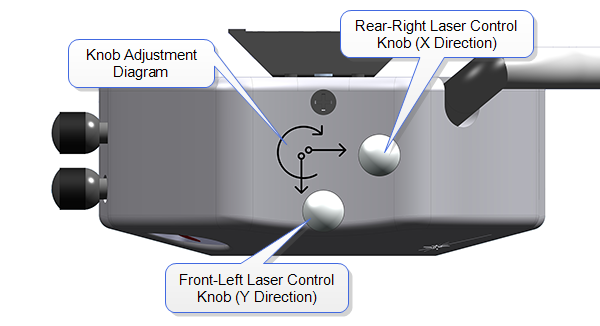 Rear-Right Laser Control
Knob (X Direction)
Knob Adjustment
Diagram
Front-Left Laser Control
Knob (Y Direction)